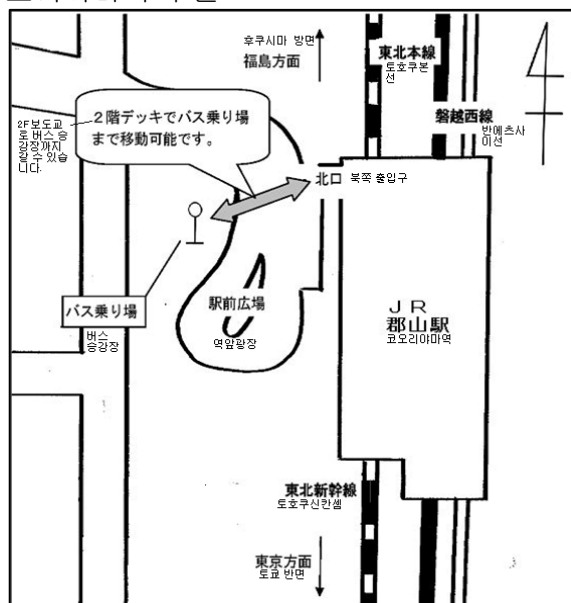 후쿠시마 방면
福島方面
東北本線
토호쿠본
선
磐越西線
반에츠사
이선
2F보도교
로 버스 승
강장까지
갈 수 있습
니다.
２階デッキでバス乗り場
まで移動可能です。
北口 북쪽 출입구
バス乗り場
버스
승강장
駅前広場
역앞광장
ＪＲ
郡山駅
코오리야마역
東北新幹線
토호쿠신칸셈
東京方面
토쿄 반면